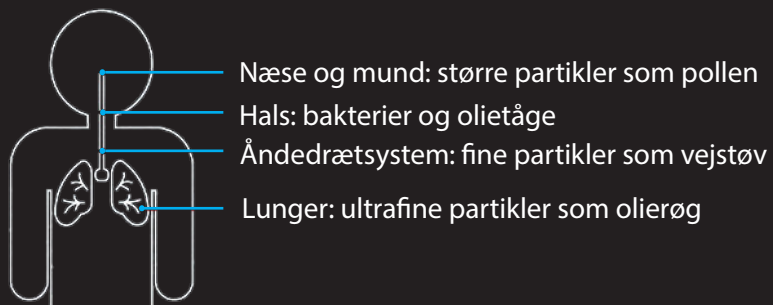 Næse og mund: større partikler som pollen
Hals: bakterier og olietåge
Åndedrætsystem: fine partikler som vejstøv
Lunger: ultrafine partikler som olierøg